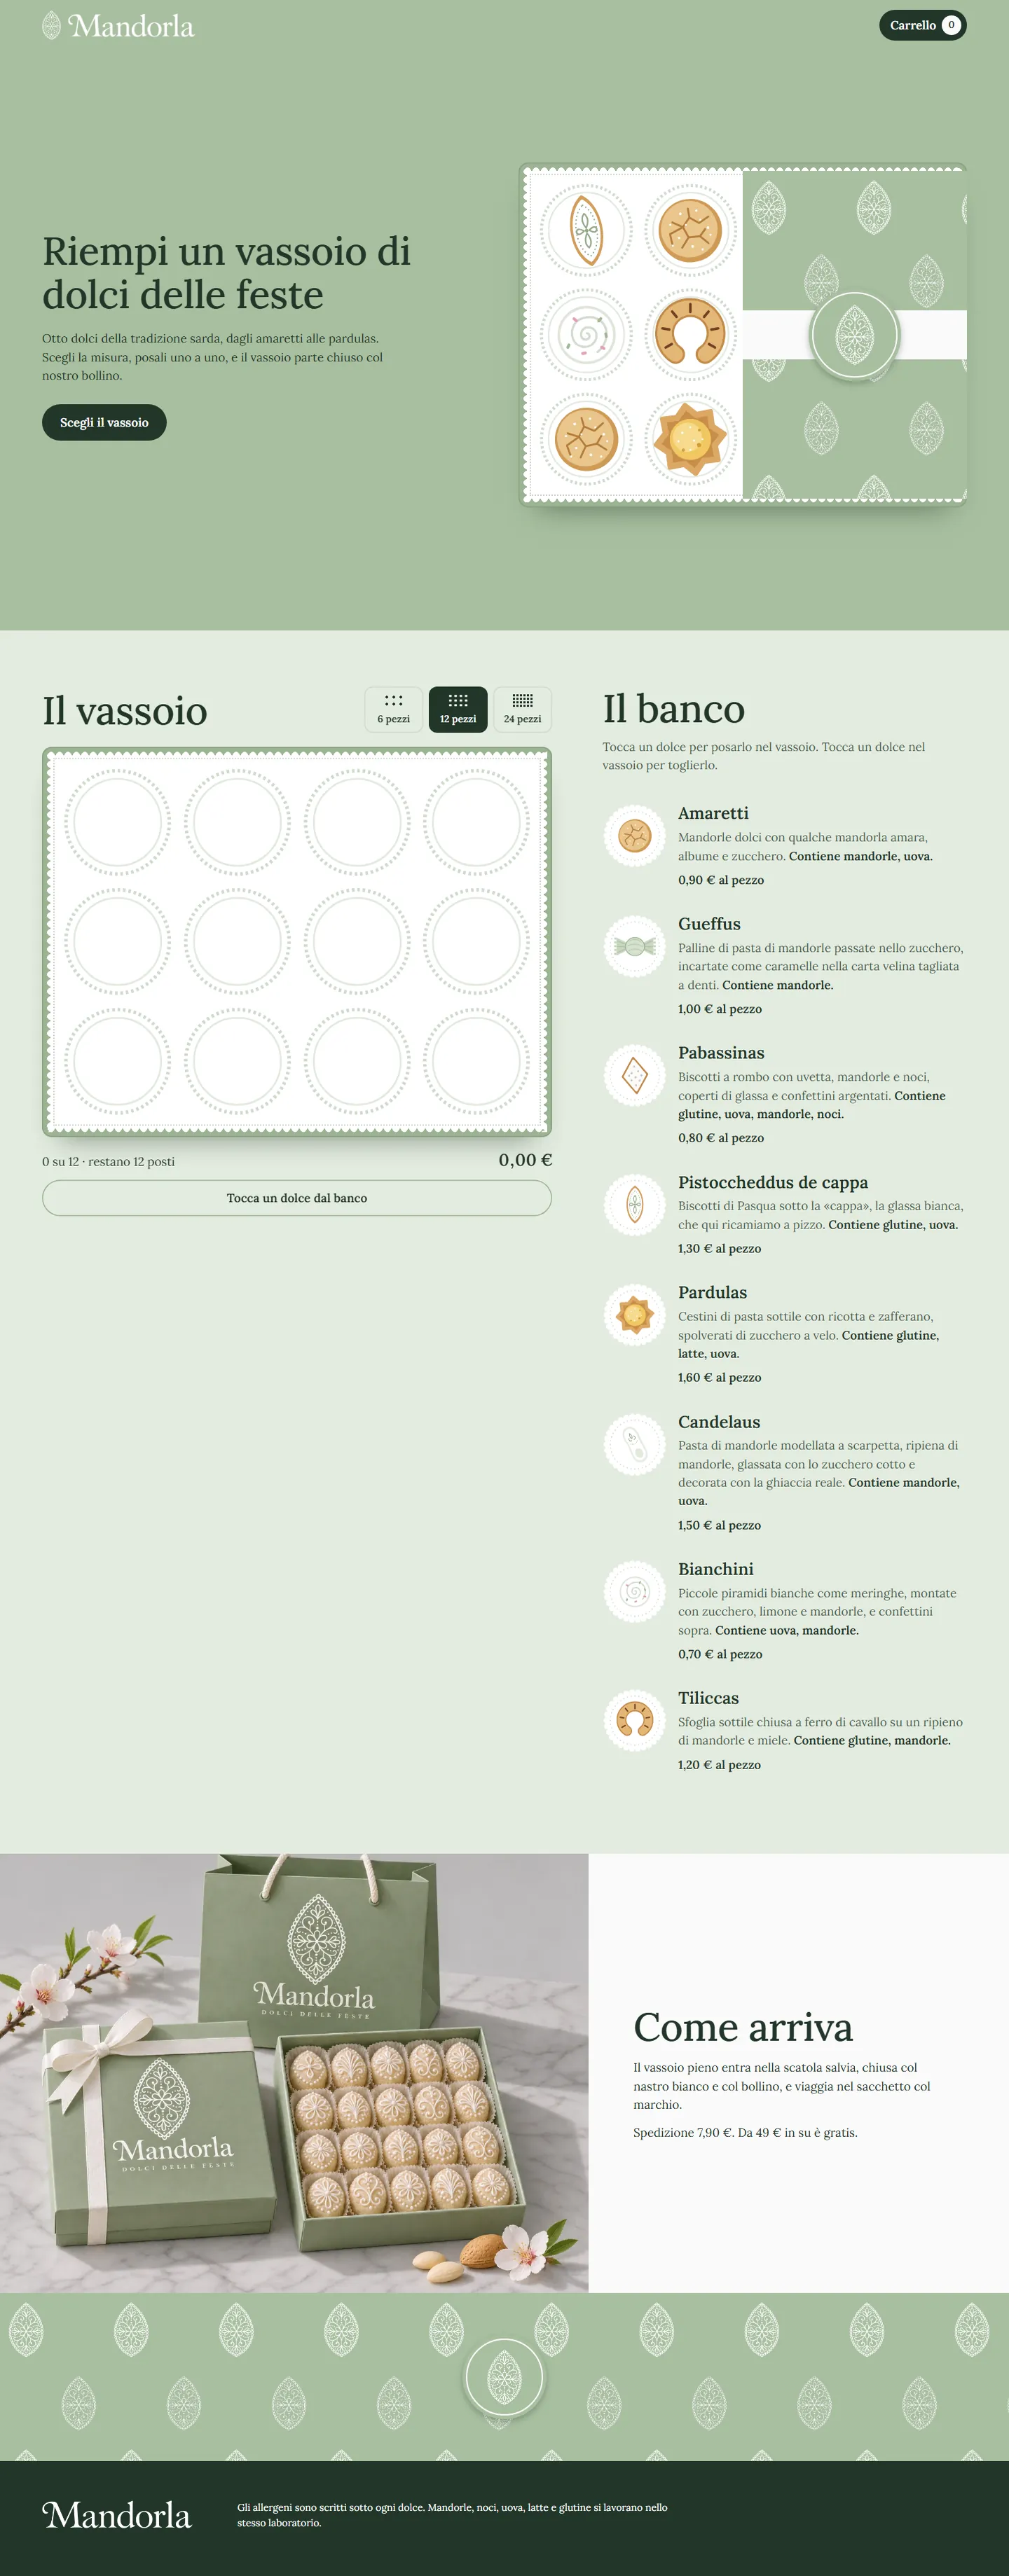 Mandorla
Carrello 0
Riempi un vassoio di
dolci delle feste
Otto dolci della tradizione sarda, dagli amaretti alle pardulas.
Scegli la misura, posali uno a uno, e il vassoio parte chiuso col
nostro bollino.
Scegli il vassoio
Il vassoio
6 pezzi
12 pezzi
24 pezzi
0 su 12 · restano 12 posti
0,00 €
Tocca un dolce dal banco
Il banco
Tocca un dolce per posarlo nel vassoio. Tocca un dolce nel
vassoio per toglierlo.
Amaretti
Mandorle dolci con qualche mandorla amara,
albume e zucchero. Contiene mandorle, uova.
0,90 € al pezzo
Gueffus
Palline di pasta di mandorle passate nello zucchero,
incartate come caramelle nella carta velina tagliata
a denti. Contiene mandorle.
1,00 € al pezzo
Pabassinas
Biscotti a rombo con uvetta, mandorle e noci,
coperti di glassa e confettini argentati. Contiene
glutine, uova, mandorle, noci.
0,80 € al pezzo
Pistoccheddus de cappa
Biscotti di Pasqua sotto la «cappa», la glassa bianca,
che qui ricamiamo a pizzo. Contiene glutine, uova.
1,30 € al pezzo
Pardulas
Cestini di pasta sottile con ricotta e zafferano,
spolverati di zucchero a velo. Contiene glutine,
latte, uova.
1,60 € al pezzo
Candelaus
Pasta di mandorle modellata a scarpetta, ripiena di
mandorle, glassata con lo zucchero cotto e
decorata con la ghiaccia reale. Contiene mandorle,
uova.
1,50 € al pezzo
Bianchini
Piccole piramidi bianche come meringhe, montate
con zucchero, limone e mandorle, e confettini
sopra. Contiene uova, mandorle.
0,70 € al pezzo
Tiliccas
Sfoglia sottile chiusa a ferro di cavallo su un ripieno
di mandorle e miele. Contiene glutine, mandorle.
1,20 € al pezzo
Mandorla
DOLCI DELLE FESTE
Mandorla
DOLCI DELLE FESTE
Come arriva
Il vassoio pieno entra nella scatola salvia, chiusa col
nastro bianco e col bollino, e viaggia nel sacchetto col
marchio.
Spedizione 7,90 €. Da 49 € in su è gratis.
Mandorla
Gli allergeni sono scritti sotto ogni dolce. Mandorle, noci, uova, latte e glutine si lavorano nello
stesso laboratorio.